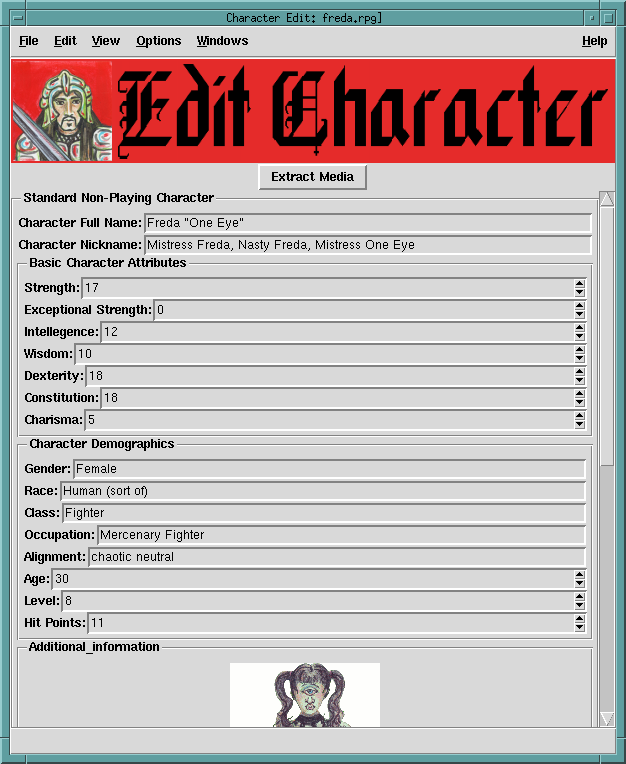 Character Edit: freda.rpg]
File Edit View Options Windows Help
Edit Character
Extract Media
Standard Non-Playing Character
Character Full Name: Freda "One Eye"
Character Nickname: Mistress Freda, Nasty Freda, Mistress One Eye
Basic Character Attributes
Strength: 17
Exceptional Strength: 0
Intellegence: 12
Wisdom: 10
Dexterity: 18
Constitution: 18
Charisma: 5
Character Demographics
Gender: Female
Race: Human (sort of)
Class: Fighter
Occupation: Mercenary Fighter
Alignment: chaotic neutral
Age: 30
Level: 8
Hit Points: 11
Additional_information